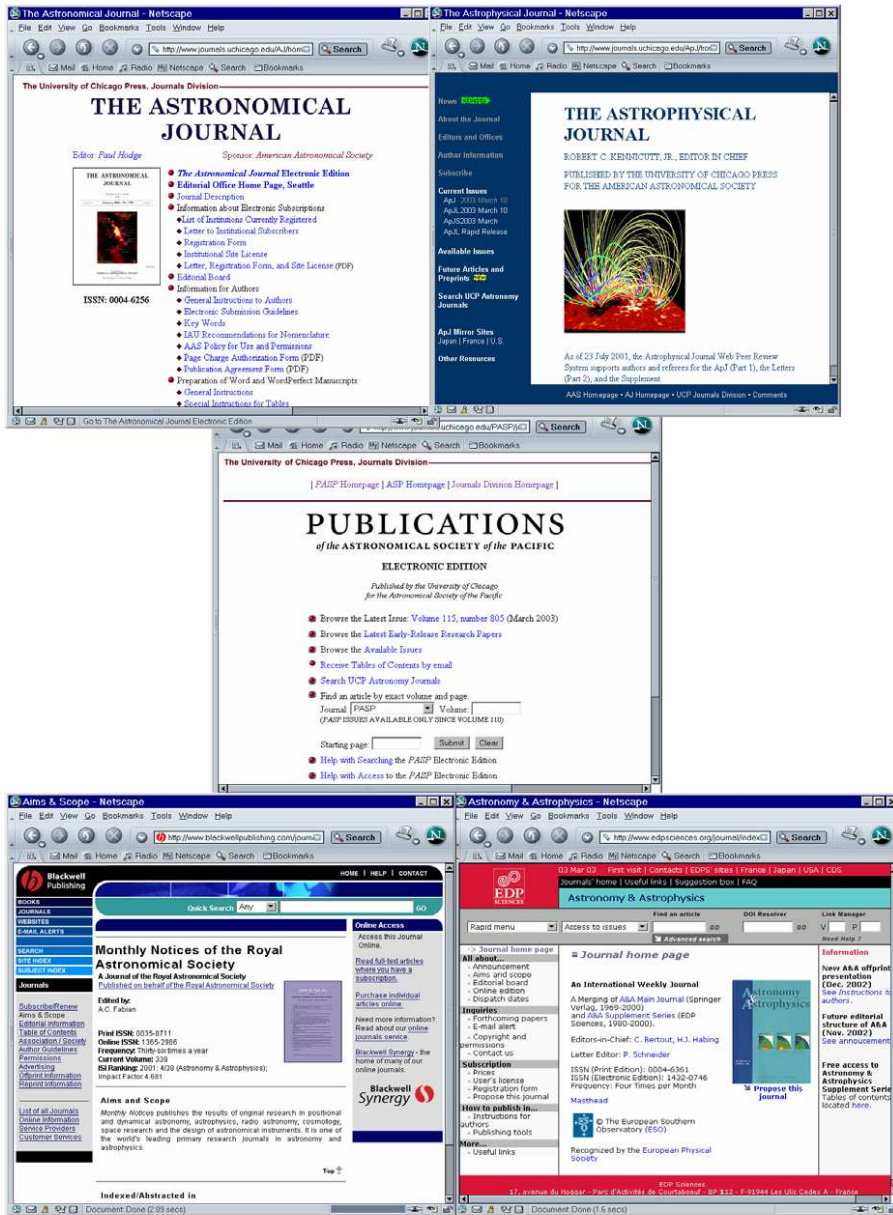 The Astronomical Journal - Netscape
File Edit View Go Bookmarks Tools Window Help
http://www.journals.uchicago.edu/AJ/hom
Search
Mail Home Radio Netscape Search Bookmarks
The University of Chicago Press, Journals Division
THE ASTRONOMICAL
JOURNAL
Editor: Paul Hodge Sponsor: American Astronomical Society
THE ASTRONOMICAL
JOURNAL
ISSN: 0004-6256
The Astronomical Journal Electronic Edition
Editorial Office Home Page, Seattle
Journal Description
Information about Electronic Subscriptions
List of Institutions Currently Registered
Letter to Institutional Subscribers
Registration Form
Institutional Site License
Letter, Registration Form, and Site License (PDF)
Editorial Board
Information for Authors
General Instructions to Authors
Electronic Submission Guidelines
Key Words
IAU Recommendations for Nomenclature
AAS Policy for Use and Permissions
Page Charge Authorization Form (PDF)
Publication Agreement Form (PDF)
Preparation of Word and WordPerfect Manuscripts
General Instructions
Special Instructions for Tables
Go to The Astronomical Journal Electronic Edition
The Astrophysical Journal - Netscape
File Edit View Go Bookmarks Tools Window Help
http://www.journals.uchicago.edu/ApJ/fron
Search
Mail Home Radio Netscape Search Bookmarks
News
About the Journal
Editors and Offices
Author Information
Subscribe
Current Issues
ApJ 2003 March 10
ApJL2003 March 10
ApJS2003 March
ApJL Rapid Release
Available Issues
Future Articles and
Preprints
Search UCP Astronomy
Journals
ApJ Mirror Sites
Japan | France | U.S.
Other Resources
THE ASTROPHYSICAL
JOURNAL
ROBERT C. KENNICUTT, JR., EDITOR IN CHIEF
PUBLISHED BY THE UNIVERSITY OF CHICAGO PRESS
FOR THE AMERICAN ASTRONOMICAL SOCIETY
As of 23 July 2001, the Astrophysical Journal Web Peer Review
System supports authors and referees for the ApJ (Part 1), the Letters
(Part 2), and the Supplement
AAS Homepage • AJ Homepage • UCP Journals Division • Comments
uchicago.edu/PASP/
Search
Mail Home Radio Netscape Search Bookmarks
The University of Chicago Press, Journals Division
| PASP Homepage | ASP Homepage | Journals Division Homepage |
PUBLICATIONS
of the ASTRONOMICAL SOCIETY of the PACIFIC
ELECTRONIC EDITION
Published by the University of Chicago
for the Astronomical Society of the Pacific
Browse the Latest Issue: Volume 115, number 805 (March 2003)
Browse the Latest Early-Release Research Papers
Browse the Available Issues
Receive Tables of Contents by email
Search UCP Astronomy Journals
Find an article by exact volume and page:
Journal: PASP Volume:
(PASP ISSUES AVAILABLE ONLY SINCE VOLUME 110)
Starting page: Submit Clear
Help with Searching the PASP Electronic Edition
Help with Access to the PASP Electronic Edition
Aims & Scope - Netscape
File Edit View Go Bookmarks Tools Window Help
http://www.blackwellpublishing.com/journ
Search
Mail Home Radio Netscape Search Bookmarks
Blackwell
Publishing
HOME | HELP | CONTACT
Quick Search Any GO
BOOKS
JOURNALS
WEBSITES
E-MAIL ALERTS
SEARCH
SITE INDEX
SUBJECT INDEX
Journals
Subscribe/Renew
Aims & Scope
Editorial Information
Table of Contents
Association / Society
Author Guidelines
Permissions
Advertising
Offprint Information
Reprint Information
List of all Journals
Online Information
Service Providers
Customer Services
Monthly Notices of the Royal
Astronomical Society
A Journal of the Royal Astronomical Society
Published on behalf of the Royal Astronomical Society
Edited by:
A.C. Fabian
Print ISSN: 0035-8711
Online ISSN: 1365-2966
Frequency: Thirty-six times a year
Current Volume: 339
ISI Ranking: 2001: 4/38 (Astronomy & Astrophysics);
Impact Factor 4.681
Aims and Scope
Monthly Notices publishes the results of original research in positional
and dynamical astronomy, astrophysics, radio astronomy, cosmology,
space research and the design of astronomical instruments. It is one of
the world's leading primary research journals in astronomy and
astrophysics.
Top
Indexed/Abstracted in
Online Access
Access this Journal
Online.
Read full-text articles
where you have a
subscription.
Purchase individual
articles online.
Need more information?
Read about our online
journals service.
Blackwell Synergy - the
home of many of our
online journals.
Blackwell
Synergy
Document Done (2.89 secs)
Astronomy & Astrophysics - Netscape
File Edit View Go Bookmarks Tools Window Help
http://www.edpsciences.org/journal/index
Search
Mail Home Radio Netscape Search Bookmarks
EDP
SCIENCES
03 Mar 03 First visit | Contacts | EDPS' sites | France | Japan | USA | CDS
Journals' home | Useful links | Suggestion box | FAQ
Astronomy & Astrophysics
Find an article DOI Resolver Link Manager
Rapid menu Access to issues GO GO V P
Advanced search Need Help ?
-> Journal home page
All about...
- Announcement
- Aims and scope
- Editorial board
- Online edition
- Dispatch dates
Inquiries
- Forthcoming papers
- E-mail alert
- Copyright and
permissions
- Contact us
Subscription
- Prices
- User's license
- Registration form
- Propose this journal
How to publish in...
- Instructions for
authors
- Publishing tools
More...
- Useful links
Journal home page
An International Weekly Journal
A Merging of A&A Main Journal (Springer
Verlag, 1969-2000)
and A&A Supplement Series (EDP
Sciences, 1980-2000).
Editors-in-Chief: C. Bertout, H.J. Habing
Letter Editor: P. Schneider
ISSN (Print Edition): 0004-6361
ISSN (Electronic Edition): 1432-0746
Frequency: Four Times per Month
Masthead
© The European Southern
Observatory (ESO)
Recognized by the European Physical
Society
Astronomy
&
Astrophysics
Propose this
journal
Information
New A&A offprint
presentation
(Dec. 2002)
See Instructions to
authors.
Future editorial
structure of A&A
(Nov. 2002)
See annoucement
Free access to
Astronomy &
Astrophysics
Supplement Serie
Tables of contents
located here.
EDP Sciences
17, avenue du Hoggar - Parc d'Activités de Courtaboeuf - BP 112 - F-91944 Les Ulis Cedex A - France
Document Done (1.6 secs)